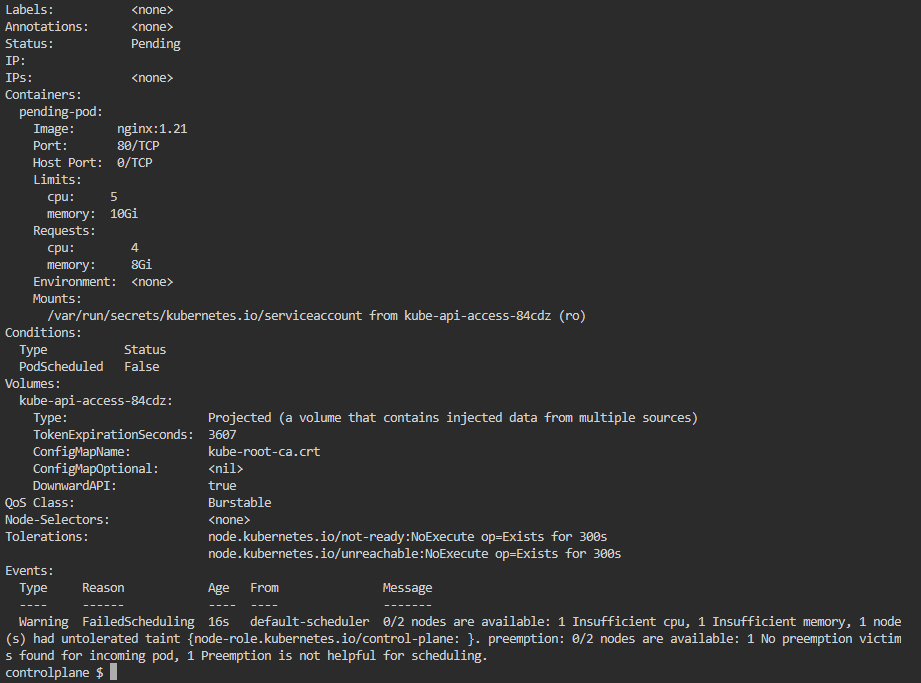 Labels:           <none>
Annotations:      <none>
Status:           Pending
IP:
IPs:              <none>
Containers:
  pending-pod:
    Image:      nginx:1.21
    Port:       80/TCP
    Host Port:  0/TCP
    Limits:
      cpu:     5
      memory:  10Gi
    Requests:
      cpu:        4
      memory:     8Gi
    Environment:  <none>
    Mounts:
      /var/run/secrets/kubernetes.io/serviceaccount from kube-api-access-84cdz (ro)
Conditions:
  Type           Status
  PodScheduled   False
Volumes:
  kube-api-access-84cdz:
    Type:                    Projected (a volume that contains injected data from multiple sources)
    TokenExpirationSeconds:  3607
    ConfigMapName:           kube-root-ca.crt
    ConfigMapOptional:       <nil>
    DownwardAPI:             true
QoS Class:                   Burstable
Node-Selectors:              <none>
Tolerations:                 node.kubernetes.io/not-ready:NoExecute op=Exists for 300s
                             node.kubernetes.io/unreachable:NoExecute op=Exists for 300s
Events:
  Type     Reason            Age   From               Message
  ----     ------            ----  ----               -------
  Warning  FailedScheduling  16s   default-scheduler  0/2 nodes are available: 1 Insufficient cpu, 1 Insufficient memory, 1 node
(s) had untolerated taint {node-role.kubernetes.io/control-plane: }. preemption: 0/2 nodes are available: 1 No preemption victim
s found for incoming pod, 1 Preemption is not helpful for scheduling.
controlplane $